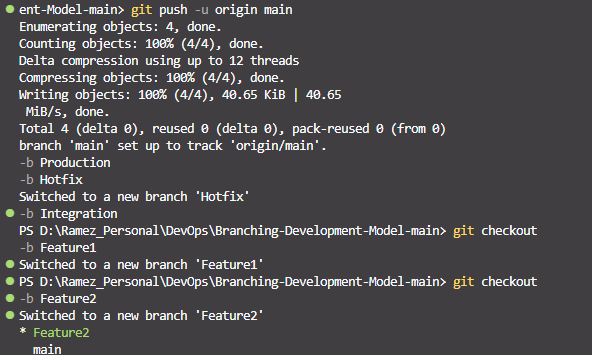 ent-Model-main> git push -u origin main
Enumerating objects: 4, done.
Counting objects: 100% (4/4), done.
Delta compression using up to 12 threads
Compressing objects: 100% (4/4), done.
Writing objects: 100% (4/4), 40.65 KiB | 40.65
 MiB/s, done.
Total 4 (delta 0), reused 0 (delta 0), pack-reused 0 (from 0)
branch 'main' set up to track 'origin/main'.
-b Production
-b Hotfix
Switched to a new branch 'Hotfix'
-b Integration
PS D:\Ramez_Personal\DevOps\Branching-Development-Model-main> git checkout
-b Feature1
Switched to a new branch 'Feature1'
PS D:\Ramez_Personal\DevOps\Branching-Development-Model-main> git checkout
-b Feature2
Switched to a new branch 'Feature2'
* Feature2
  main